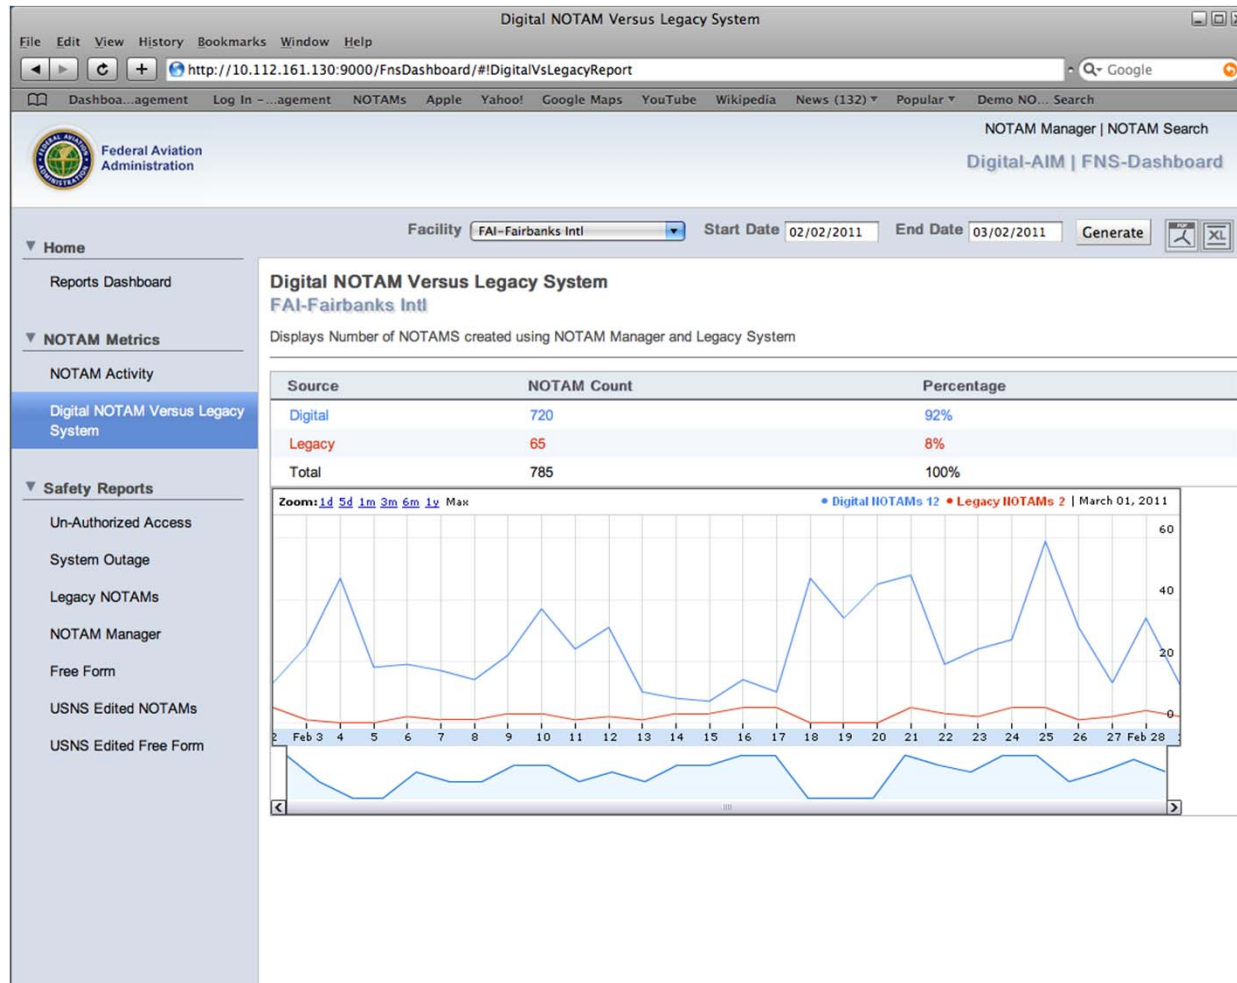 Digital NOTAM Versus Legacy System
File Edit View History Bookmarks Window Help
http://10.112.161.130:9000/FnsDashboard/#!DigitalVsLegacyReport
Google
Dashboa...agement Log In -...agement NOTAMs Apple Yahoo! Google Maps YouTube Wikipedia News (132) Popular Demo NO... Search
Federal Aviation
Administration
NOTAM Manager | NOTAM Search
Digital-AIM | FNS-Dashboard
Facility FAI-Fairbanks Intl Start Date 02/02/2011 End Date 03/02/2011 Generate PDF XL
Home
Reports Dashboard
NOTAM Metrics
NOTAM Activity
Digital NOTAM Versus Legacy
System
Safety Reports
Un-Authorized Access
System Outage
Legacy NOTAMs
NOTAM Manager
Free Form
USNS Edited NOTAMs
USNS Edited Free Form
Digital NOTAM Versus Legacy System
FAI-Fairbanks Intl
Displays Number of NOTAMS created using NOTAM Manager and Legacy System
Source NOTAM Count Percentage
Digital 720 92%
Legacy 65 8%
Total 785 100%
Zoom: 1d 5d 1m 3m 6m 1y Max
Digital NOTAMs 12 Legacy NOTAMs 2 | March 01, 2011
60
40
20
0
2 Feb 3 4 5 6 7 8 9 10 11 12 13 14 15 16 17 18 19 20 21 22 23 24 25 26 27 Feb 28